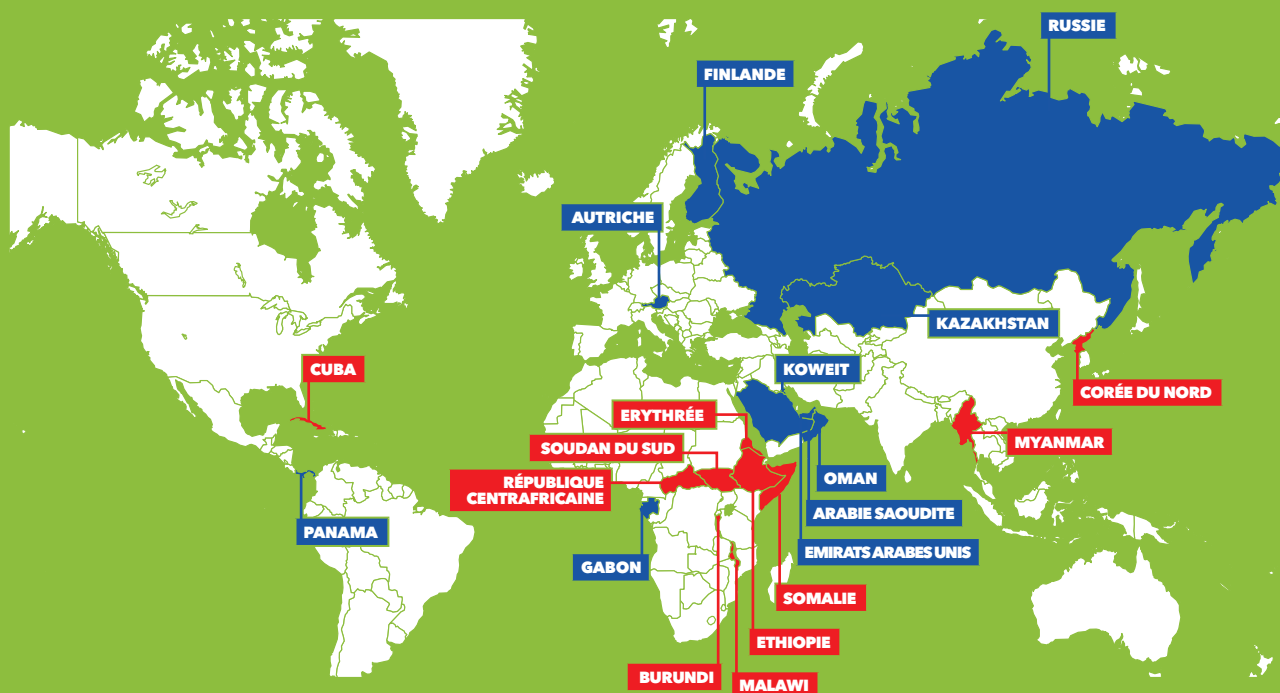 RUSSIE
FINLANDE
AUTRICHE
KAZAKHSTAN
CUBA
KOWEIT
CORÉE DU NORD
ERYTHRÉE
MYANMAR
SOUDAN DU SUD
OMAN
RÉPUBLIQUE
CENTRAFRICAINE
ARABIE SAOUDITE
PANAMA
EMIRATS ARABES UNIS
GABON
SOMALIE
ETHIOPIE
BURUNDI
MALAWI